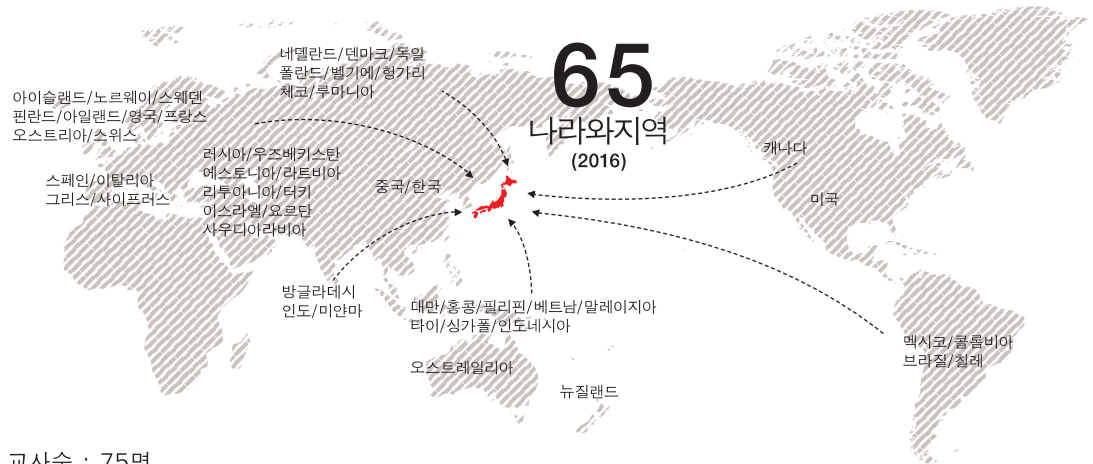 네델란드/덴마크/독일
폴란드/벨기에/헝가리
체코/루마니아
65
나라와지역
(2016)
아이슬랜드/노르웨이/스웨덴
핀란드/아일랜드/영국/프랑스
오스트리아/스위스
러시아/우즈베키스탄
에스토니아/라트비아
리투아니아/터키
이스라엘/요르단
사우디아라비아
스페인/이탈리아
그리스/사이프러스
중국/한국
캐나다
미국
방글라데시
인도/미얀마
대만/홍콩/필리핀/베트남/말레이지아
타이/싱가폴/인도네시아
오스트레일리아
뉴질랜드
멕시코/콜롬비아
브라질/칠레
교사수 : 75명